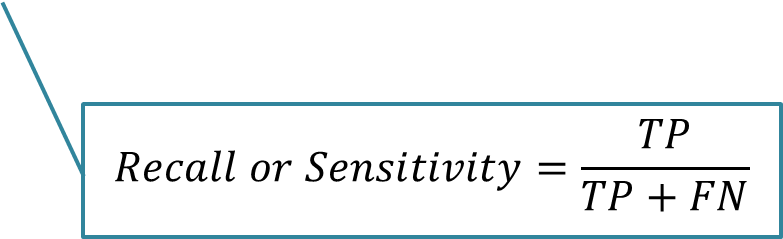 Recall or Sensitivity = TP / (TP + FN)